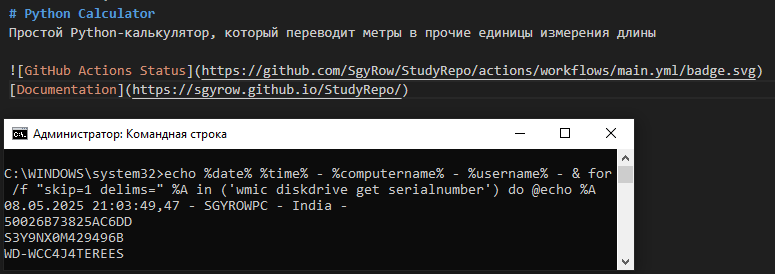 # Python Calculator
Простой Python-калькулятор, который переводит метры в прочие единицы измерения длины
![GitHub Actions Status](https://github.com/SgyRow/StudyRepo/actions/workflows/main.yml/badge.svg)
[Documentation](https://sgyrow.github.io/StudyRepo/)
Администратор: Командная строка
C:\WINDOWS\system32>echo %date% %time% - %computername% - %username% - & for
/f "skip=1 delims=" %A in ('wmic diskdrive get serialnumber') do @echo %A
08.05.2025 21:03:49,47 - SGYROWPC - India -
50026B73825AC6DD
S3Y9NX0M429496B
WD-WCC4J4TEREES